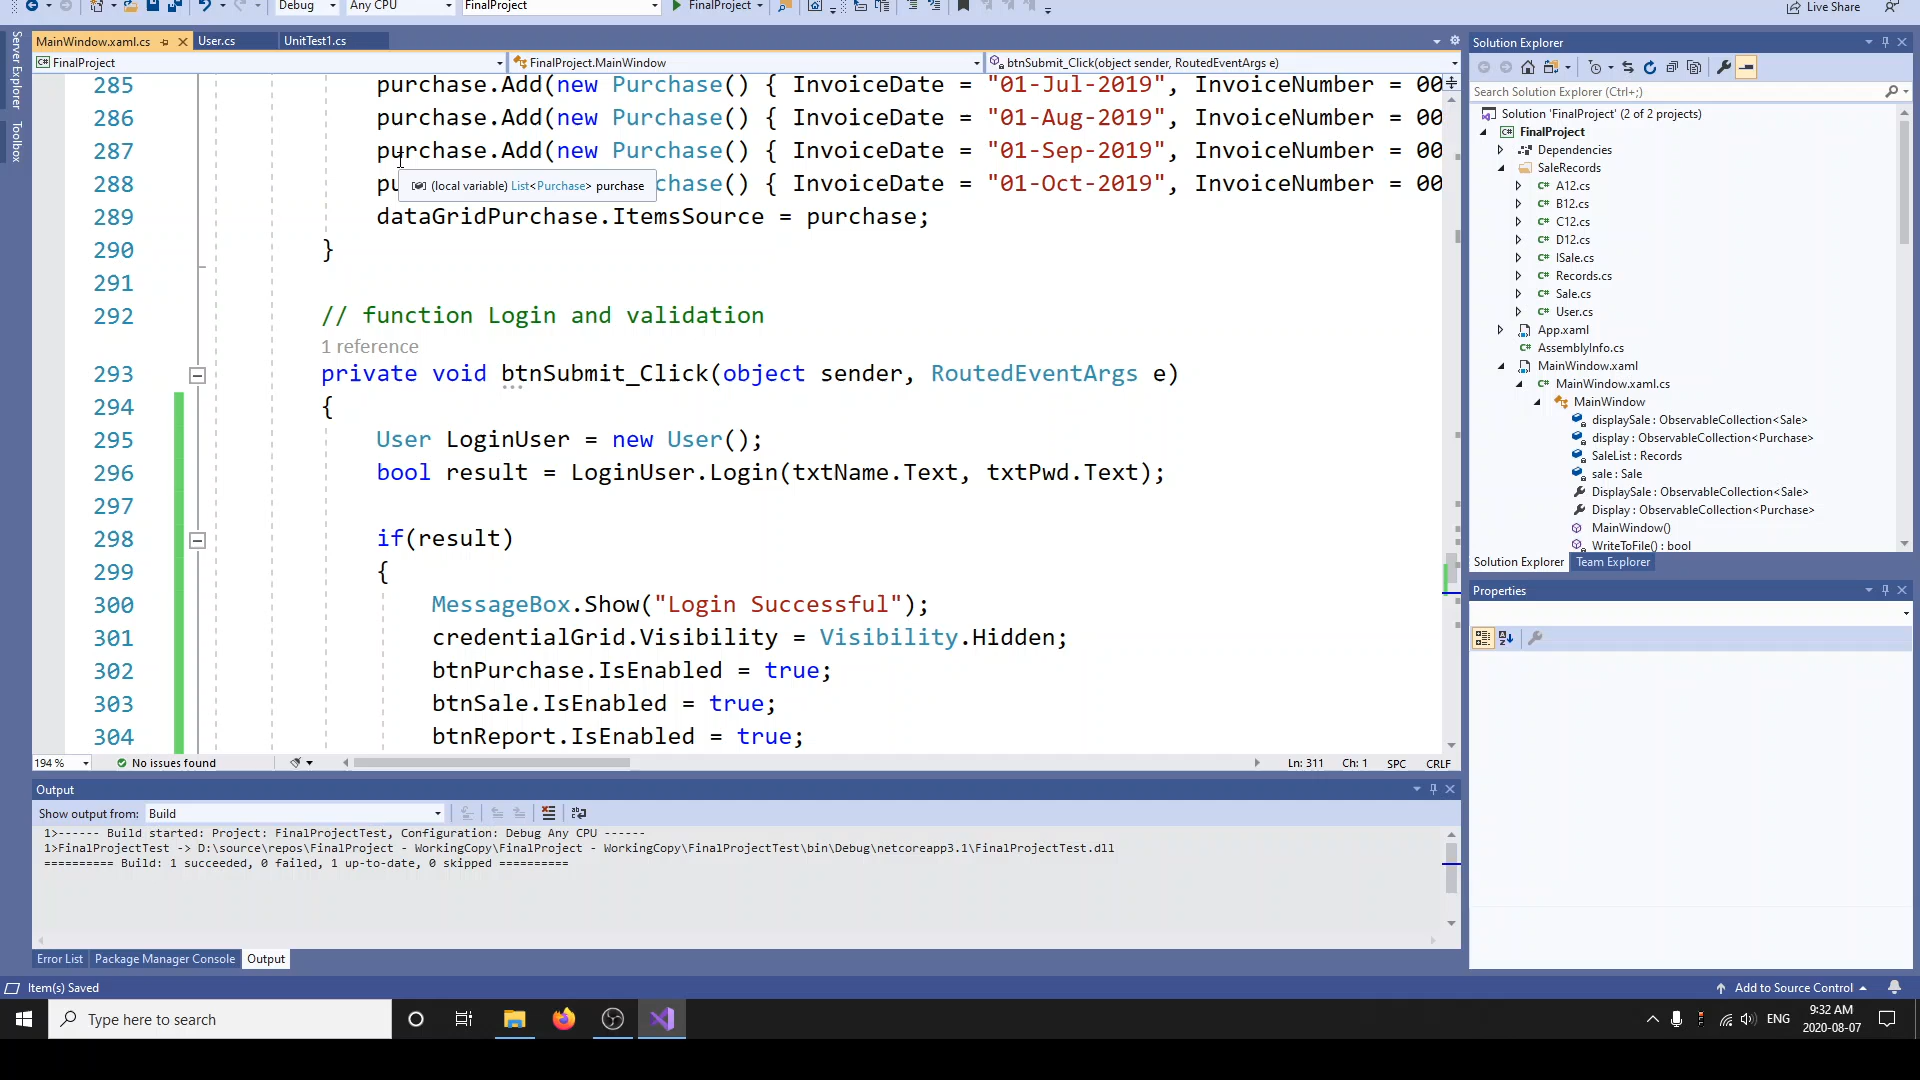 Debug
Any CPU
FinalProject
FinalProject
Live Share
MainWindow.xaml.cs
User.cs
UnitTest1.cs
FinalProject
FinalProject.MainWindow
btnSubmit_Click(object sender, RoutedEventArgs e)
Server Explorer
Toolbox
285 purchase.Add(new Purchase() { InvoiceDate = "01-Jul-2019", InvoiceNumber = 00
286 purchase.Add(new Purchase() { InvoiceDate = "01-Aug-2019", InvoiceNumber = 00
287 purchase.Add(new Purchase() { InvoiceDate = "01-Sep-2019", InvoiceNumber = 00
288 pu chase() { InvoiceDate = "01-Oct-2019", InvoiceNumber = 00
(local variable) List<Purchase> purchase
289 dataGridPurchase.ItemsSource = purchase;
290 }
291
292 // function Login and validation
1 reference
293 private void btnSubmit_Click(object sender, RoutedEventArgs e)
294 {
295 User LoginUser = new User();
296 bool result = LoginUser.Login(txtName.Text, txtPwd.Text);
297
298 if(result)
299 {
300 MessageBox.Show("Login Successful");
301 credentialGrid.Visibility = Visibility.Hidden;
302 btnPurchase.IsEnabled = true;
303 btnSale.IsEnabled = true;
304 btnReport.IsEnabled = true;
194 %
No issues found
Ln: 311 Ch: 1 SPC CRLF
Output
Show output from: Build
1>------ Build started: Project: FinalProjectTest, Configuration: Debug Any CPU ------
1>FinalProjectTest -> D:\source\repos\FinalProject - WorkingCopy\FinalProject - WorkingCopy\FinalProjectTest\bin\Debug\netcoreapp3.1\FinalProjectTest.dll
========== Build: 1 succeeded, 0 failed, 1 up-to-date, 0 skipped ==========
Error List
Package Manager Console
Output
Solution Explorer
Search Solution Explorer (Ctrl+;)
Solution 'FinalProject' (2 of 2 projects)
C# FinalProject
Dependencies
SaleRecords
C# A12.cs
C# B12.cs
C# C12.cs
C# D12.cs
C# ISale.cs
C# Records.cs
C# Sale.cs
C# User.cs
App.xaml
C# AssemblyInfo.cs
MainWindow.xaml
C# MainWindow.xaml.cs
MainWindow
displaySale : ObservableCollection<Sale>
display : ObservableCollection<Purchase>
SaleList : Records
sale : Sale
DisplaySale : ObservableCollection<Sale>
Display : ObservableCollection<Purchase>
MainWindow()
WriteToFile() : bool
Solution Explorer
Team Explorer
Properties
Item(s) Saved
Add to Source Control
Type here to search
ENG
9:32 AM
2020-08-07